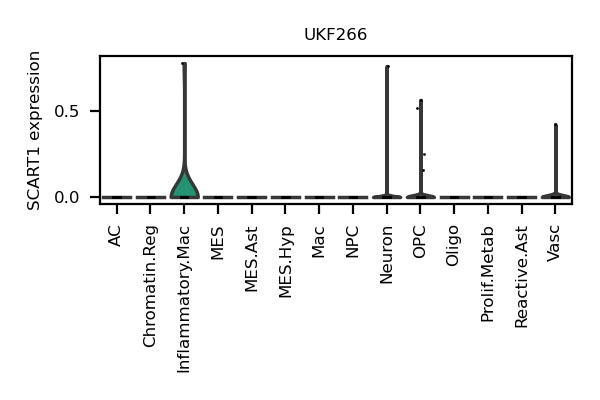 UKF266
SCART1 expression
0.5
0.0
AC
Chromatin.Reg
Inflammatory.Mac
MES
MES.Ast
MES.Hyp
Mac
NPC
Neuron
OPC
Oligo
Prolif.Metab
Reactive.Ast
Vasc